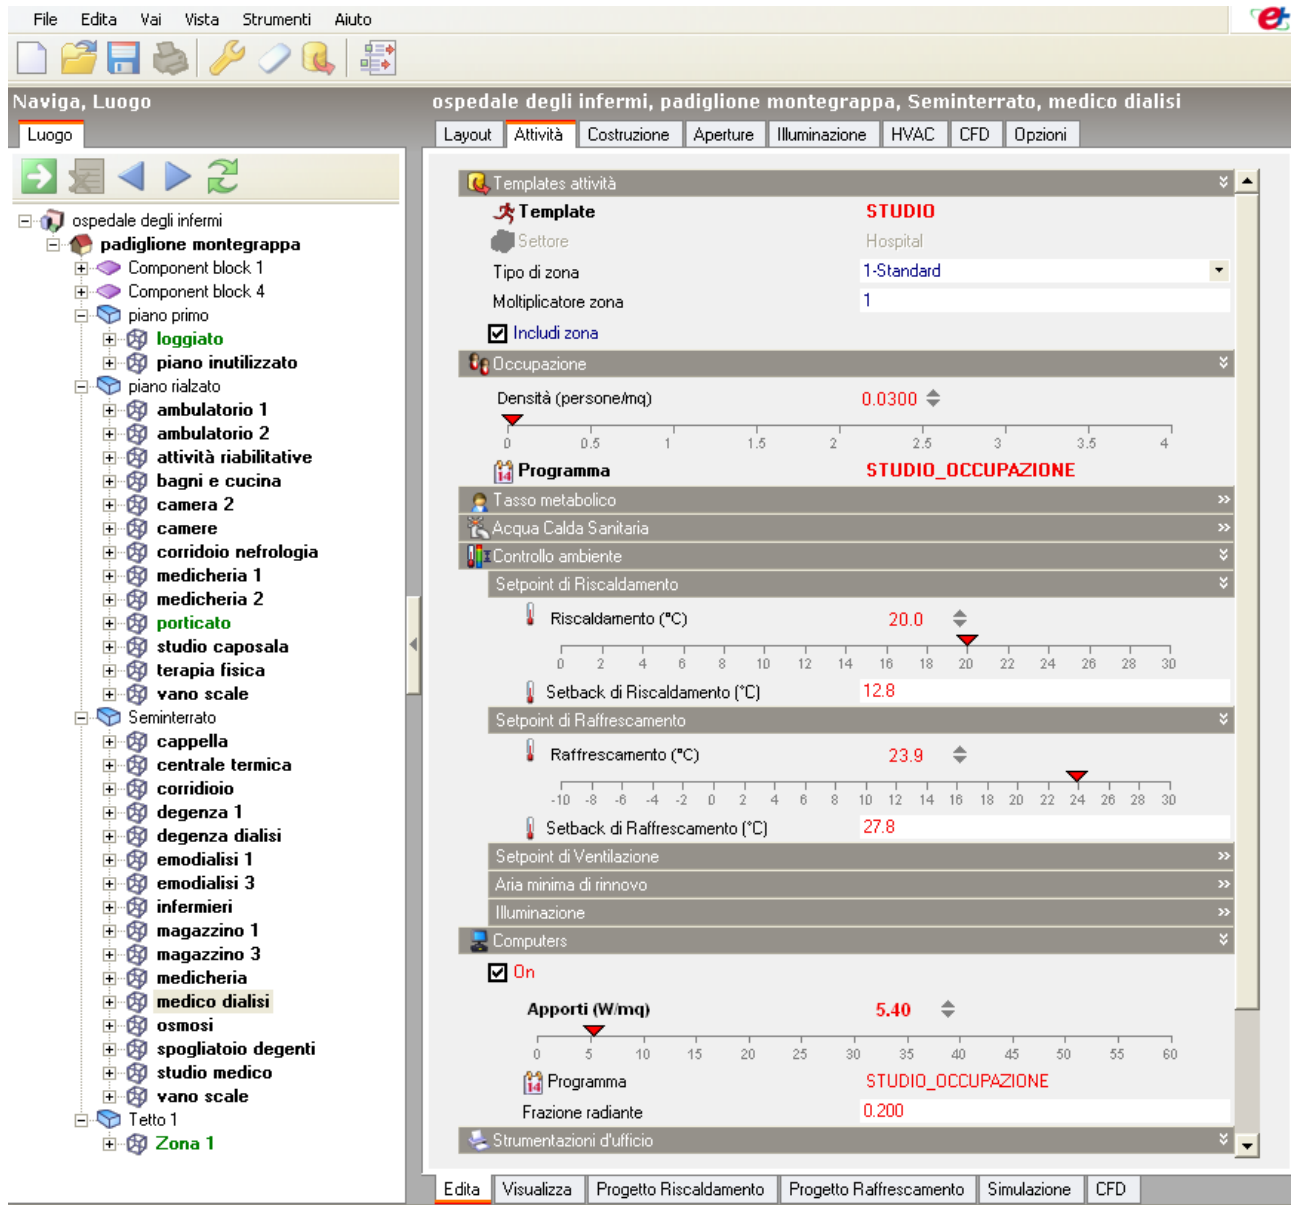 File Edita Vai Vista Strumenti Aiuto
Naviga, Luogo
Luogo
ospedale degli infermi
padiglione montegrappa
Component block 1
Component block 4
piano primo
loggiato
piano inutilizzato
piano rialzato
ambulatorio 1
ambulatorio 2
attività riabilitative
bagni e cucina
camera 2
camere
corridoio nefrologia
medicheria 1
medicheria 2
porticato
studio caposala
terapia fisica
vano scale
Seminterrato
cappella
centrale termica
corridioio
degenza 1
degenza dialisi
emodialisi 1
emodialisi 3
infermieri
magazzino 1
magazzino 3
medicheria
medico dialisi
osmosi
spogliatoio degenti
studio medico
vano scale
Tetto 1
Zona 1
ospedale degli infermi, padiglione montegrappa, Seminterrato, medico dialisi
Layout Attività Costruzione Aperture Illuminazione HVAC CFD Opzioni
Templates attività
Template STUDIO
Settore Hospital
Tipo di zona 1-Standard
Moltiplicatore zona 1
Includi zona
Occupazione
Densità (persone/mq) 0.0300
0 0.5 1 1.5 2 2.5 3 3.5 4
14 Programma STUDIO_OCCUPAZIONE
Tasso metabolico
Acqua Calda Sanitaria
Controllo ambiente
Setpoint di Riscaldamento
Riscaldamento (°C) 20.0
0 2 4 6 8 10 12 14 16 18 20 22 24 26 28 30
Setback di Riscaldamento (°C) 12.8
Setpoint di Raffrescamento
Raffrescamento (°C) 23.9
-10 -8 -6 -4 -2 0 2 4 6 8 10 12 14 16 18 20 22 24 26 28 30
Setback di Raffrescamento (°C) 27.8
Setpoint di Ventilazione
Aria minima di rinnovo
Illuminazione
Computers
On
Apporti (W/mq) 5.40
0 5 10 15 20 25 30 35 40 45 50 55 60
14 Programma STUDIO_OCCUPAZIONE
Frazione radiante 0.200
Strumentazioni d'ufficio
Edita Visualizza Progetto Riscaldamento Progetto Raffrescamento Simulazione CFD